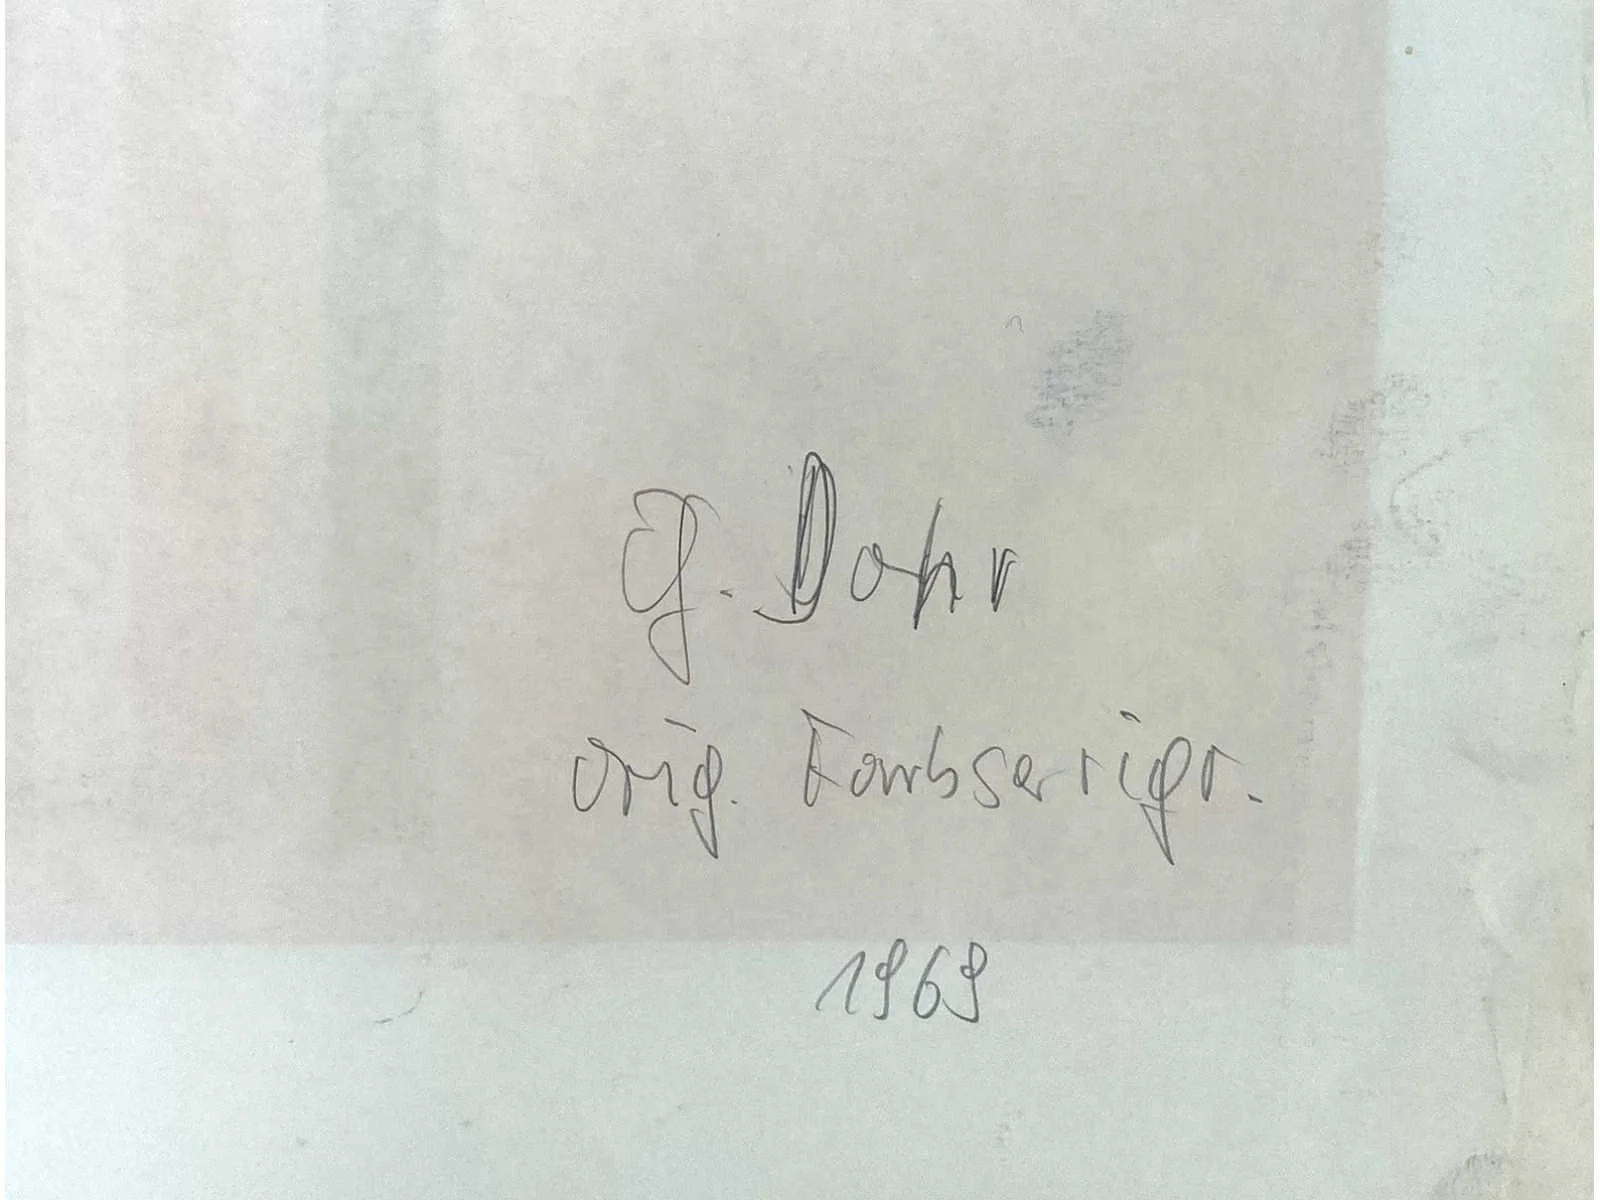 G. Dohr
orig. Farbserigr.
1969